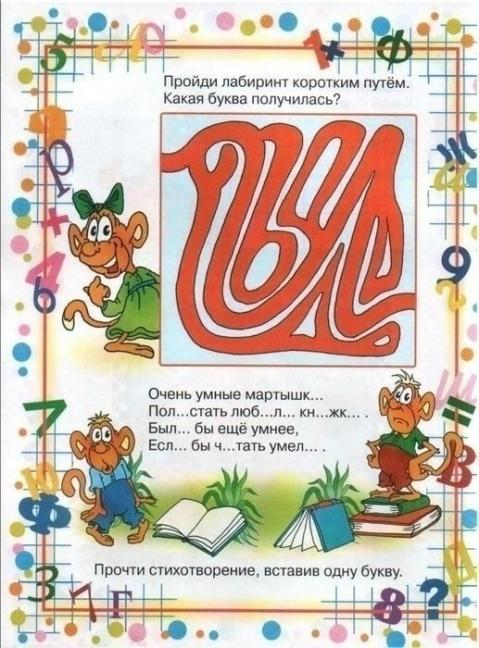 Пройди лабиринт коротким путём.
Какая буква получилась?
Очень умные мартышк...
Пол...стать люб...л... кн...жк... .
Был... бы ещё умнее,
Есл... бы ч...тать умел... .
Прочти стихотворение, вставив одну букву.